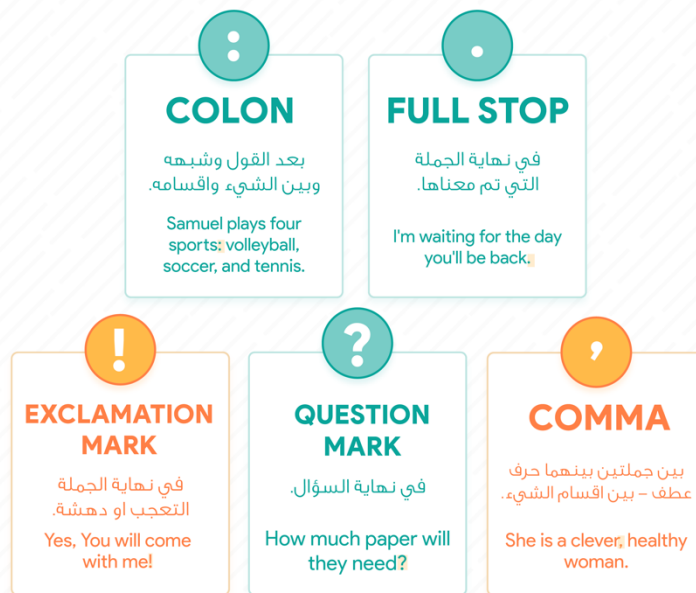 :
COLON
بعد القول وشبهه
وبين الشيء واقسامه.
Samuel plays four
sports: volleyball,
soccer, and tennis.
.
FULL STOP
في نهاية الجملة
التي تم معناها.
I'm waiting for the day
you'll be back.
!
EXCLAMATION
MARK
في نهاية الجملة
التعجب او دهشة.
Yes, You will come
with me!
?
QUESTION
MARK
في نهاية السؤال.
How much paper will
they need?
,
COMMA
بين جملتين بينهما حرف
عطف – بين اقسام الشيء.
She is a clever, healthy
woman.